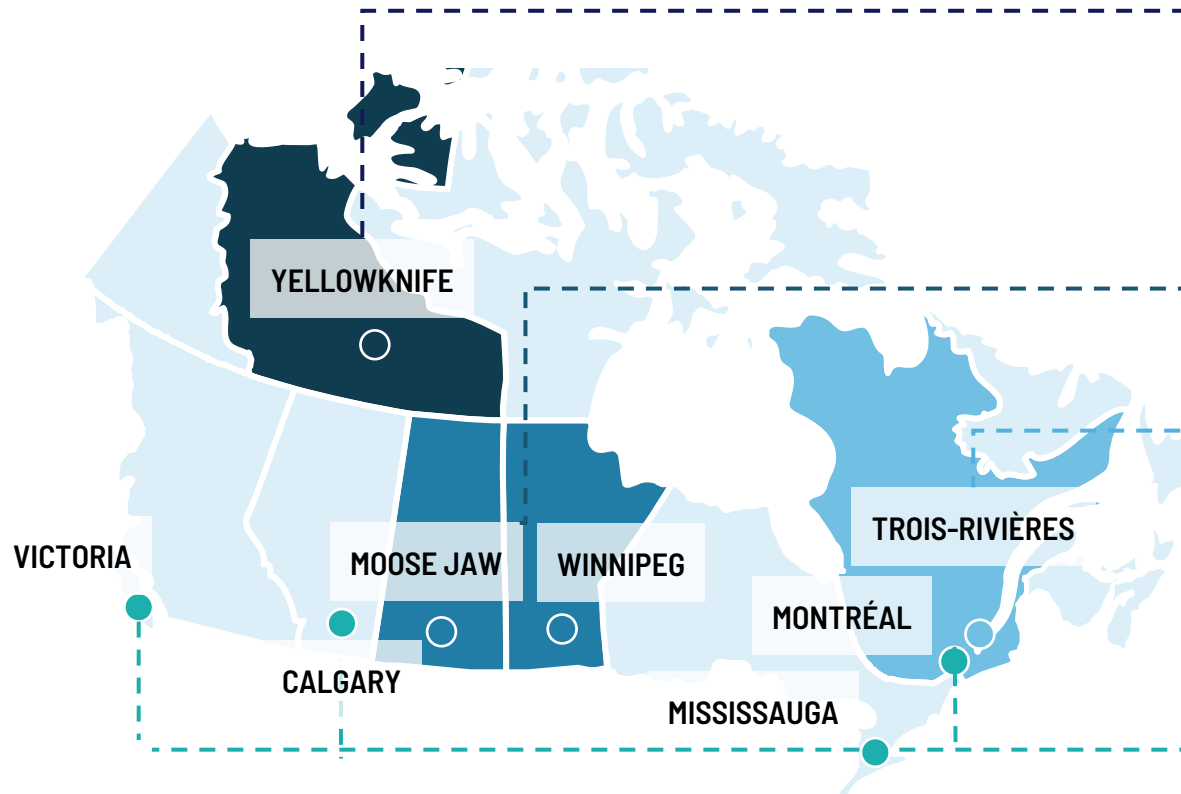 YELLOWKNIFE
TROIS-RIVIÈRES
VICTORIA
MOOSE JAW
WINNIPEG
MONTRÉAL
CALGARY
MISSISSAUGA